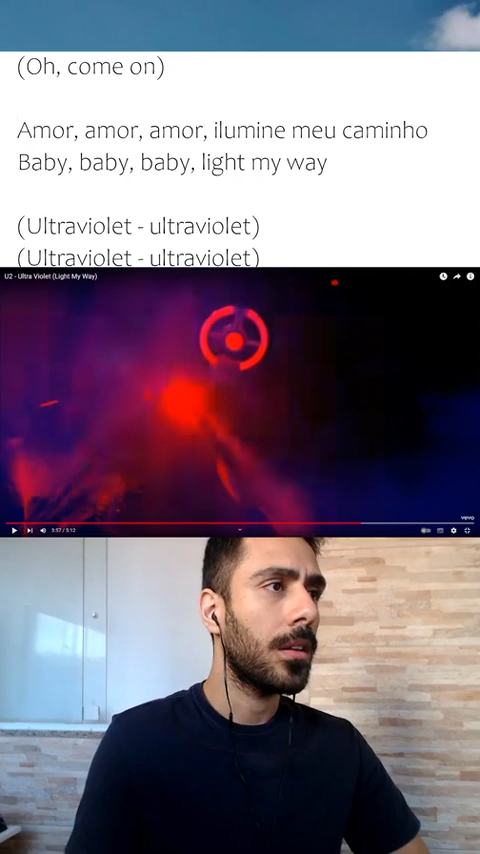 (Oh, come on)
Amor, amor, amor, ilumine meu caminho
Baby, baby, baby, light my way
(Ultraviolet - ultraviolet)
(Ultraviolet - ultraviolet)
U2 - Ultra Violet (Light My Way)
vevo
3:57 / 5:12